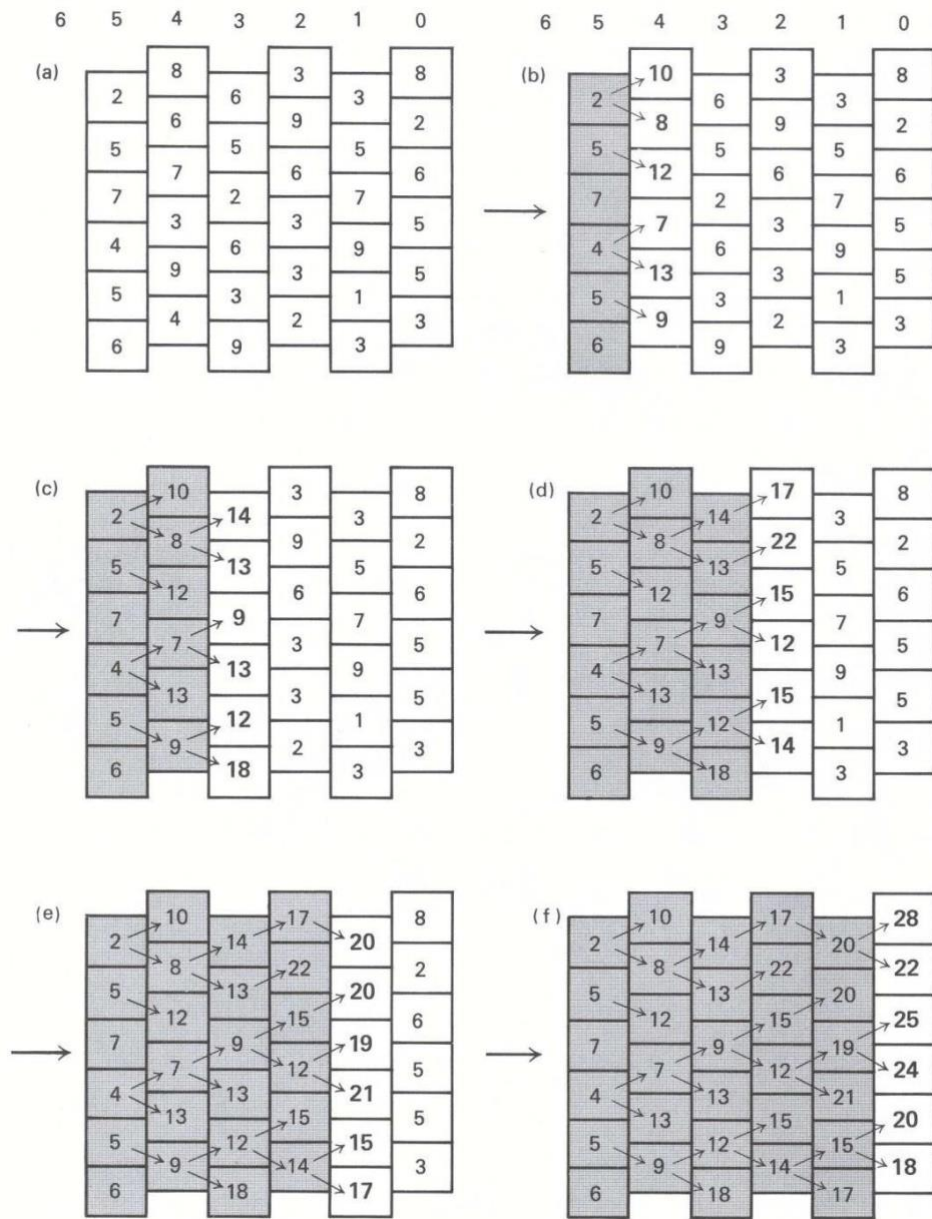 6 5 4 3 2 1 0
(a) 8 3 8
2 6 3
6 9 2
5 5 5
7 6 6
7 2 7
3 3 5
4 6 9
9 3 5
5 3 1
4 2 3
6 9 3
6 5 4 3 2 1 0
(b) 10 3 8
2 6 3
8 9 2
5 5 5
12 6 6
7 2 7
7 3 5
4 6 9
13 3 5
5 3 1
9 2 3
6 9 3
(c) 10 3 8
2 14 3
8 9 2
5 13 5
12 6 6
7 9 7
7 3 5
4 13 9
13 3 5
5 12 1
9 2 3
6 18 3
(d) 10 17 8
2 14 3
8 22 2
5 13 5
12 15 6
7 9 7
7 12 5
4 13 9
13 15 5
5 12 1
9 14 3
6 18 3
(e) 10 17 8
2 14 20
8 22 2
5 13 20
12 15 6
7 9 19
7 12 5
4 13 21
13 15 5
5 12 15
9 14 3
6 18 17
(f) 10 17 28
2 14 20
8 22 22
5 13 20
12 15 25
7 9 19
7 12 24
4 13 21
13 15 20
5 12 15
9 14 18
6 18 17